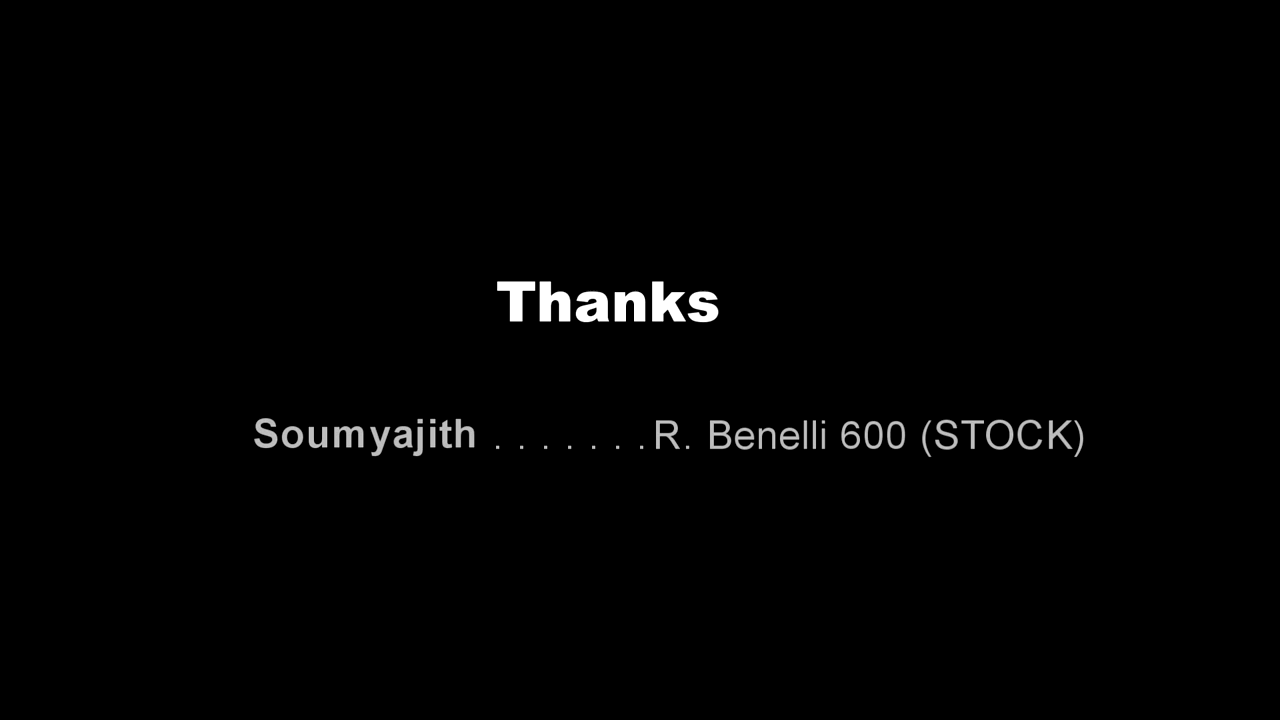 Thanks
Soumyajith . . . . . . . R. Benelli 600 (STOCK)